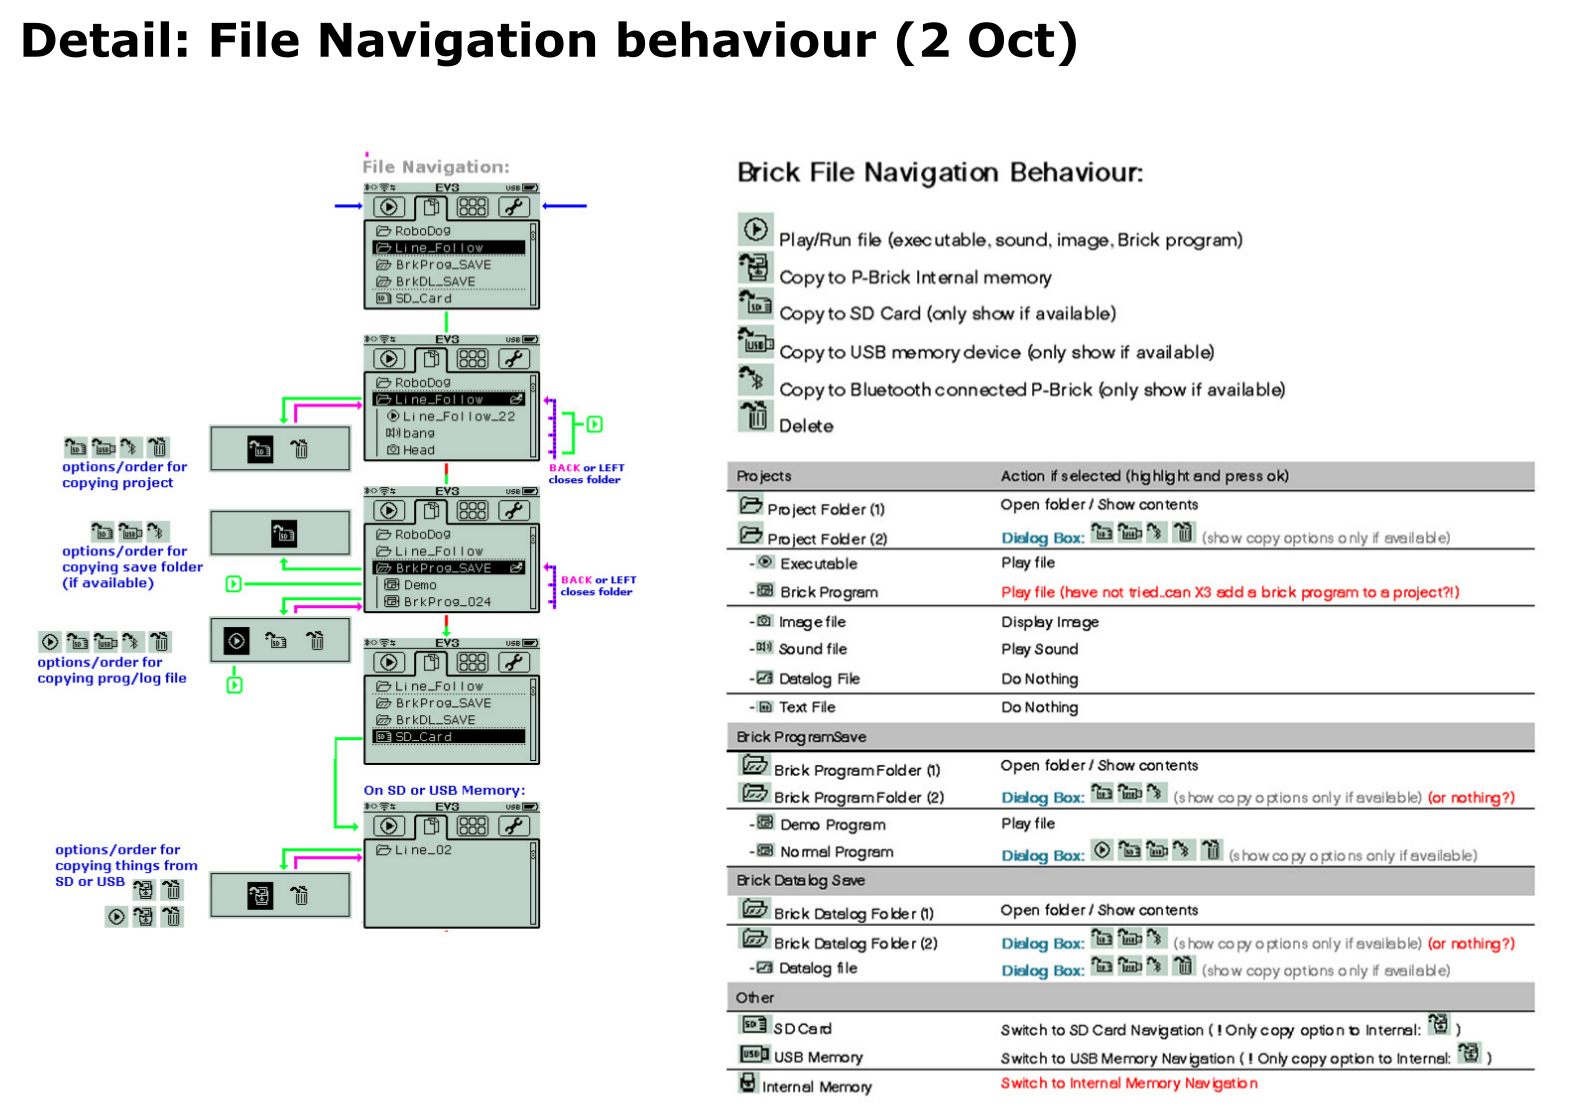 Detail: File Navigation behaviour (2 Oct)
File Navigation:
EV3 USB
RoboDog
Line_Follow
BrkProg_SAVE
BrkDL_SAVE
SD_Card
EV3 USB
RoboDog
Line_Follow
Line_Follow_22
bang
Head
BACK or LEFT
closes folder
options/order for
copying project
EV3 USB
RoboDog
Line_Follow
BrkProg_SAVE
Demo
BrkProg_024
BACK or LEFT
closes folder
options/order for
copying save folder
(if available)
options/order for
copying prog/log file
EV3 USB
Line_Follow
BrkProg_SAVE
BrkDL_SAVE
SD_Card
On SD or USB Memory:
EV3 USB
Line_02
options/order for
copying things from
SD or USB
Brick File Navigation Behaviour:
Play/Run file (executable, sound, image, Brick program)
Copy to P-Brick Internal memory
Copy to SD Card (only show if available)
Copy to USB memory device (only show if available)
Copy to Bluetooth connected P-Brick (only show if available)
Delete
Projects Action if selected (highlight and press ok)
Project Folder (1) Open folder / Show contents
Project Folder (2) Dialog Box: (show copy options only if available)
- Executable Play file
- Brick Program Play file (have not tried..can X3 add a brick program to a project?!)
- Image file Display Image
- Sound file Play Sound
- Datalog File Do Nothing
- Text File Do Nothing
Brick ProgramSave
Brick Program Folder (1) Open folder / Show contents
Brick Program Folder (2) Dialog Box: (show copy options only if available) (or nothing?)
- Demo Program Play file
- Normal Program Dialog Box: (show copy options only if available)
Brick Datalog Save
Brick Datalog Folder (1) Open folder / Show contents
Brick Datalog Folder (2) Dialog Box: (show copy options only if available) (or nothing?)
- Datalog file Dialog Box: (show copy options only if available)
Other
SD Card Switch to SD Card Navigation ( ! Only copy option to Internal: )
USB Memory Switch to USB Memory Navigation ( ! Only copy option to Internal: )
Internal Memory Switch to Internal Memory Navigation